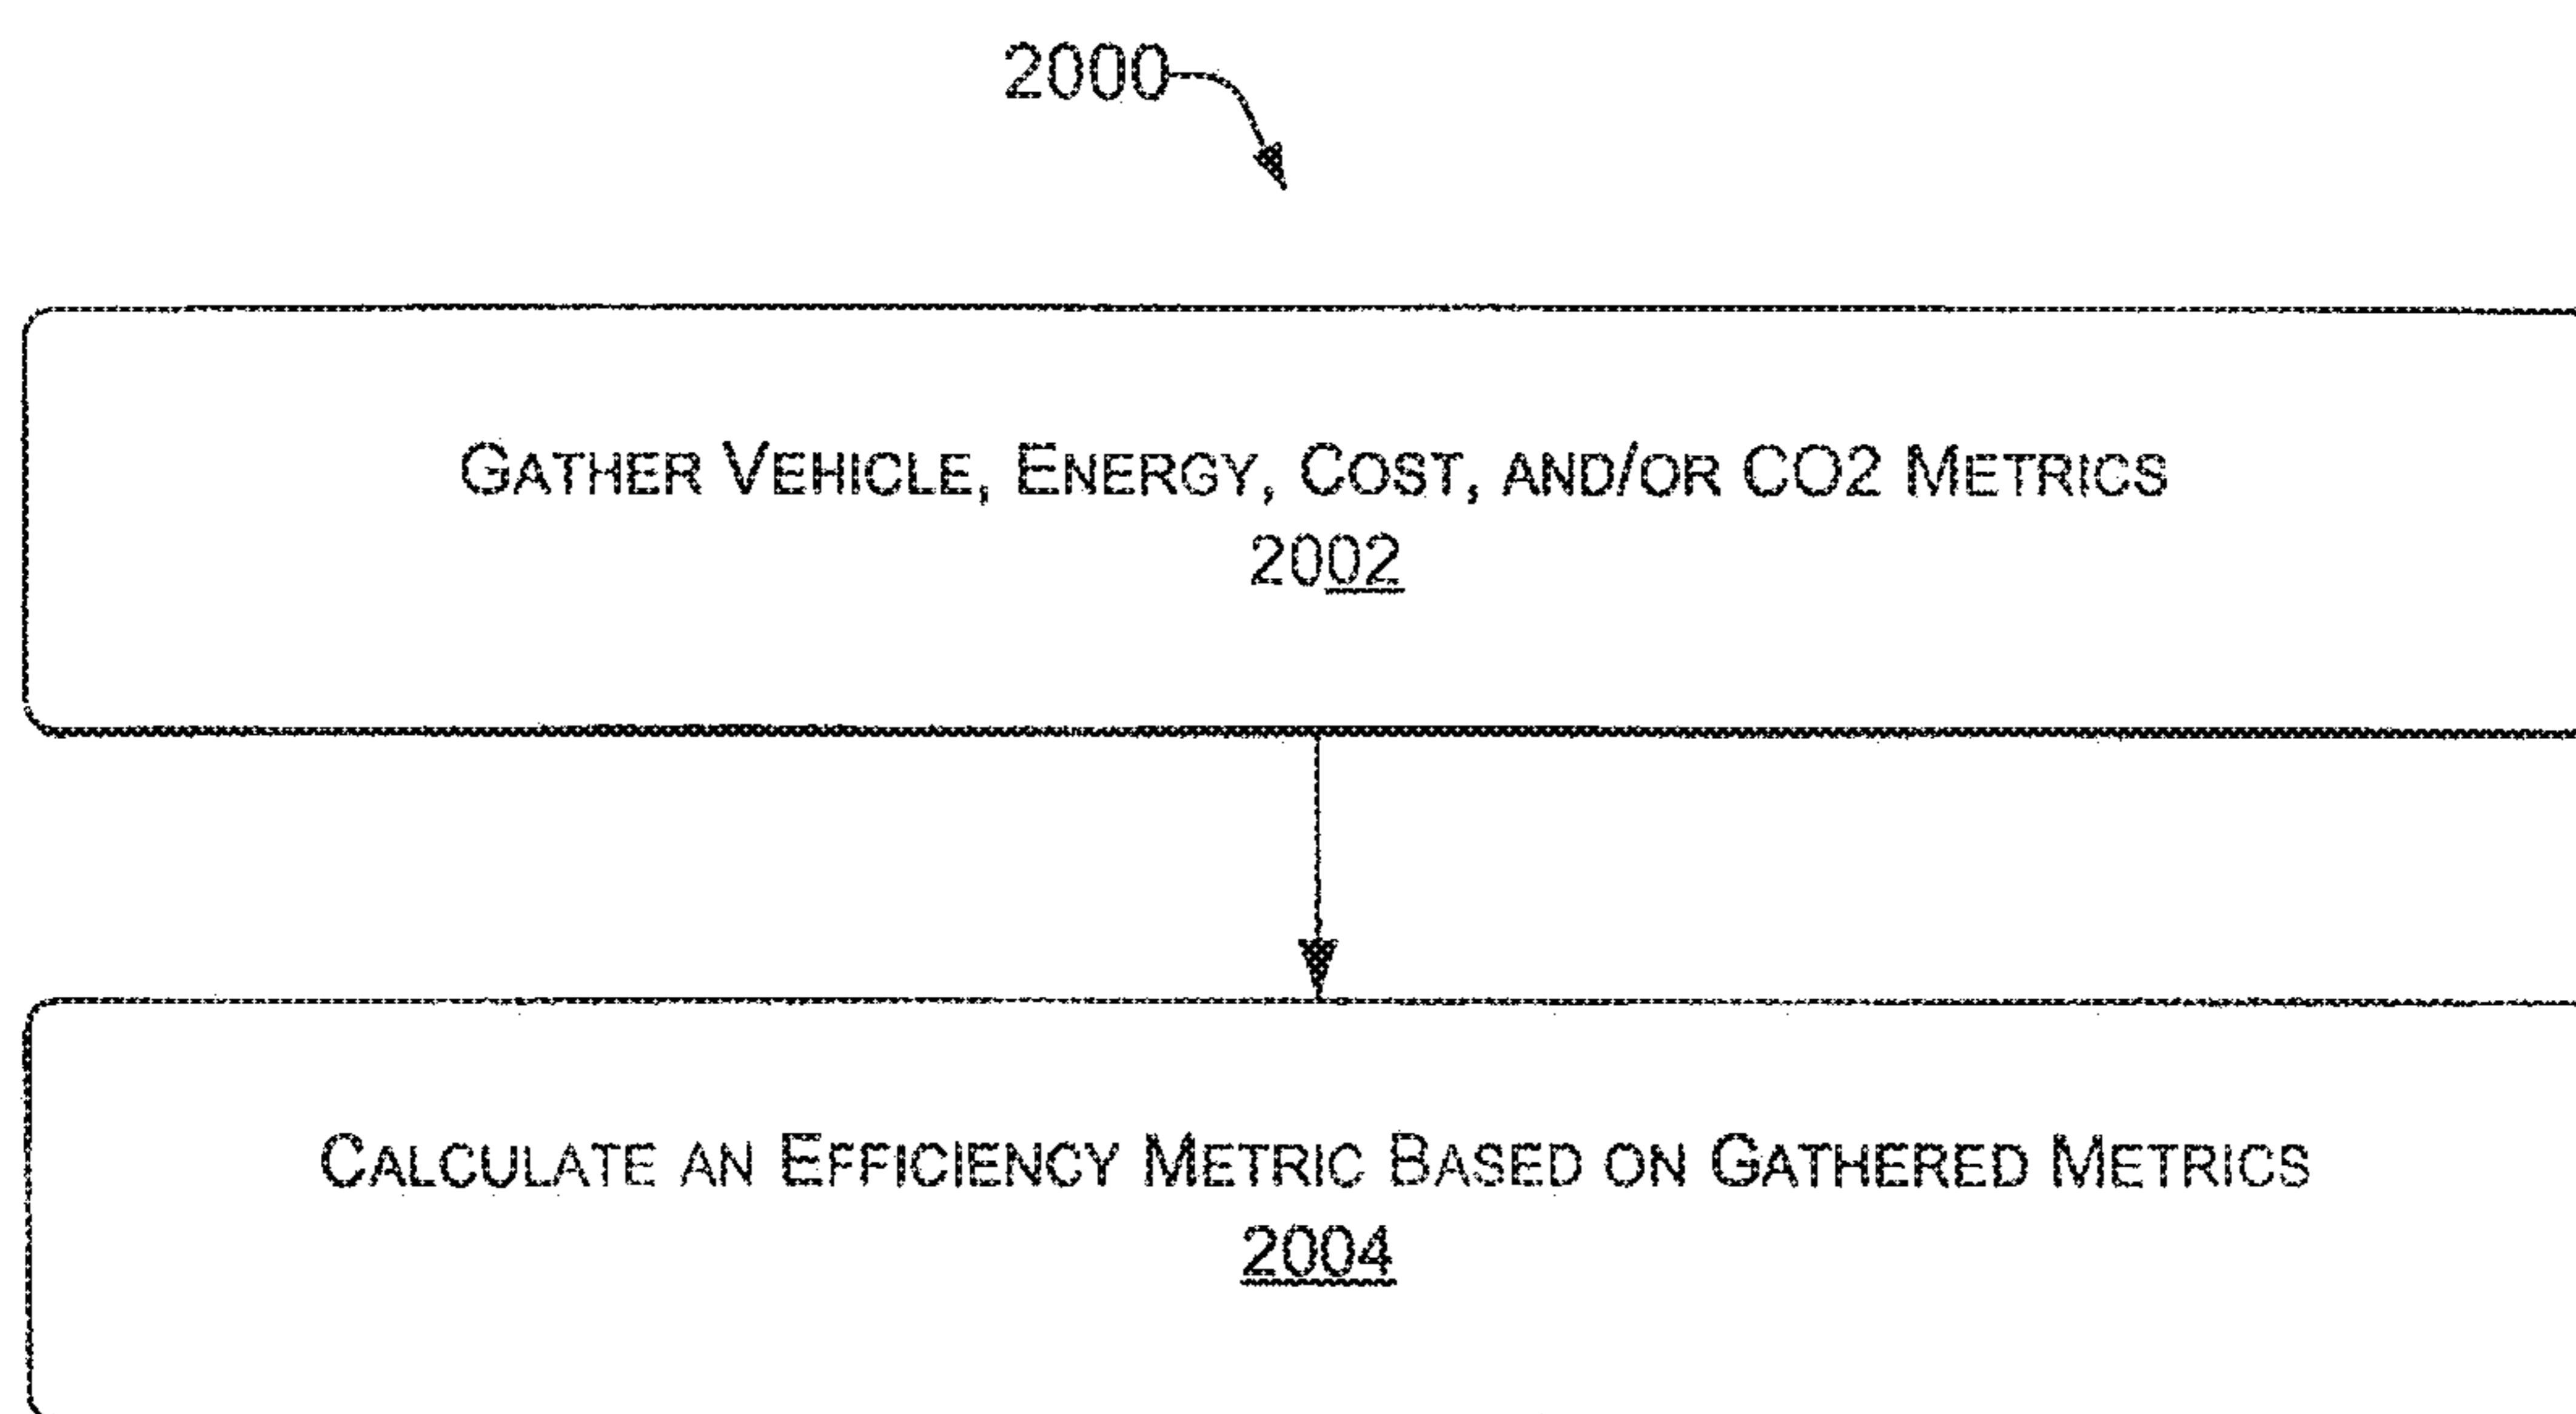 2000
GATHER VEHICLE, ENERGY, COST, AND/OR CO2 METRICS
2002
CALCULATE AN EFFICIENCY METRIC BASED ON GATHERED METRICS
2004